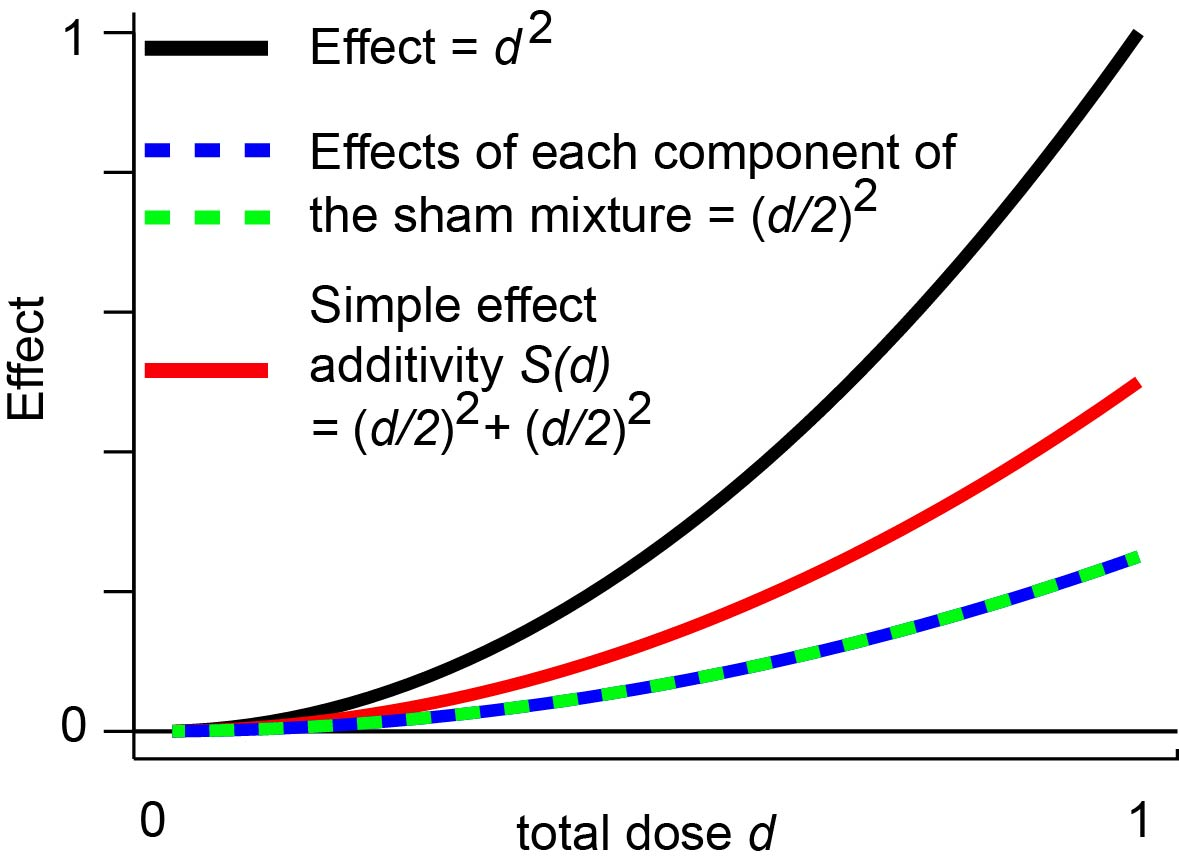 1
Effect = d²
Effects of each component of
the sham mixture = (d/2)²
Simple effect
additivity S(d)
= (d/2)²+ (d/2)²
Effect
0
0
total dose d
1